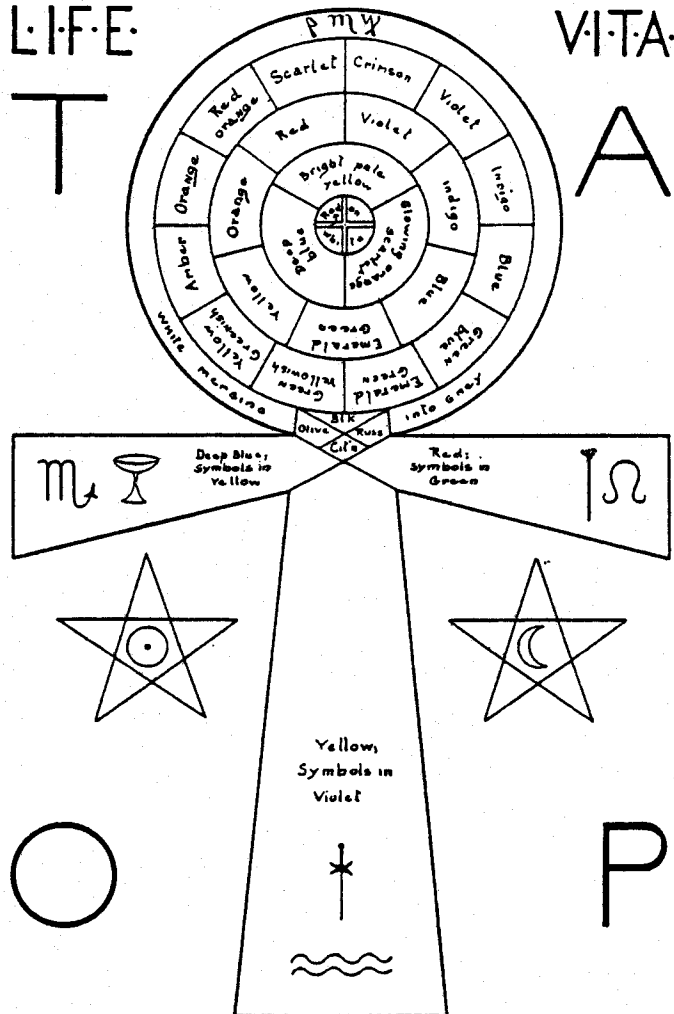 L·I·F·E·
V·I·T·A·
T
A
Scarlet
Crimson
Violet
Indigo
Blue
Green
blue
Emerald
Green
Green
Yellowish
Yellow
Greenish
Amber
Orange
Red
orange
Red
Violet
Indigo
Blue
Emerald
Green
Yellow
Orange
Bright pale
yellow
Glowing orange
scarlet
Deep
blue
white merging
into gray
Blk
Olive
Russ
Cit'n
Deep Blue;
Symbols in
Yellow
Red;
Symbols in
Green
Yellow,
Symbols in
Violet
O
P